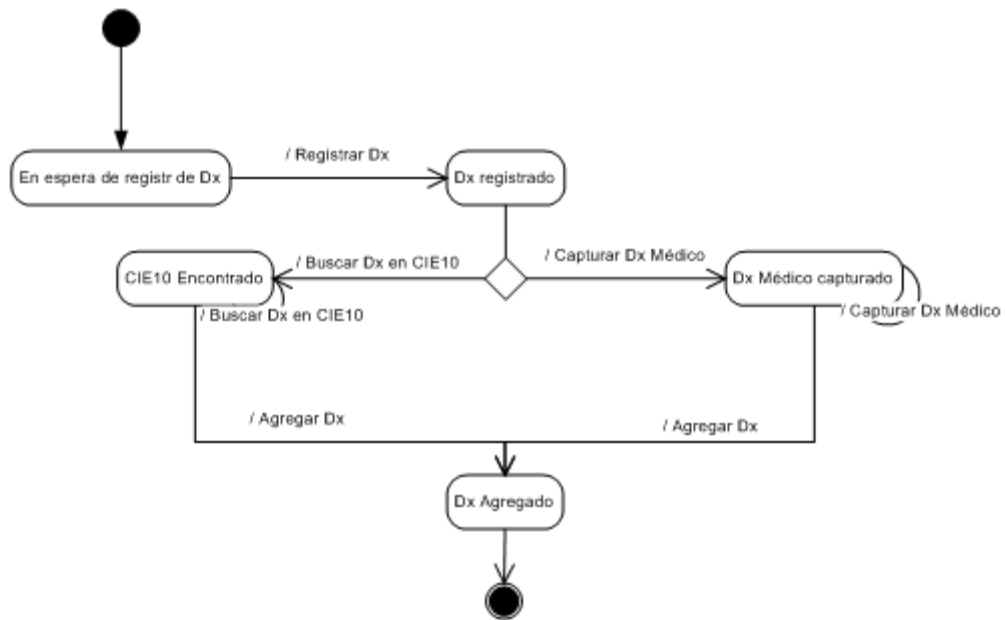 / Registrar Dx
En espera de registr de Dx
Dx registrado
/ Buscar Dx en CIE10
/ Capturar Dx Médico
CIE10 Encontrado
Dx Médico capturado
/ Buscar Dx en CIE10
/ Capturar Dx Médico
/ Agregar Dx
/ Agregar Dx
Dx Agregado